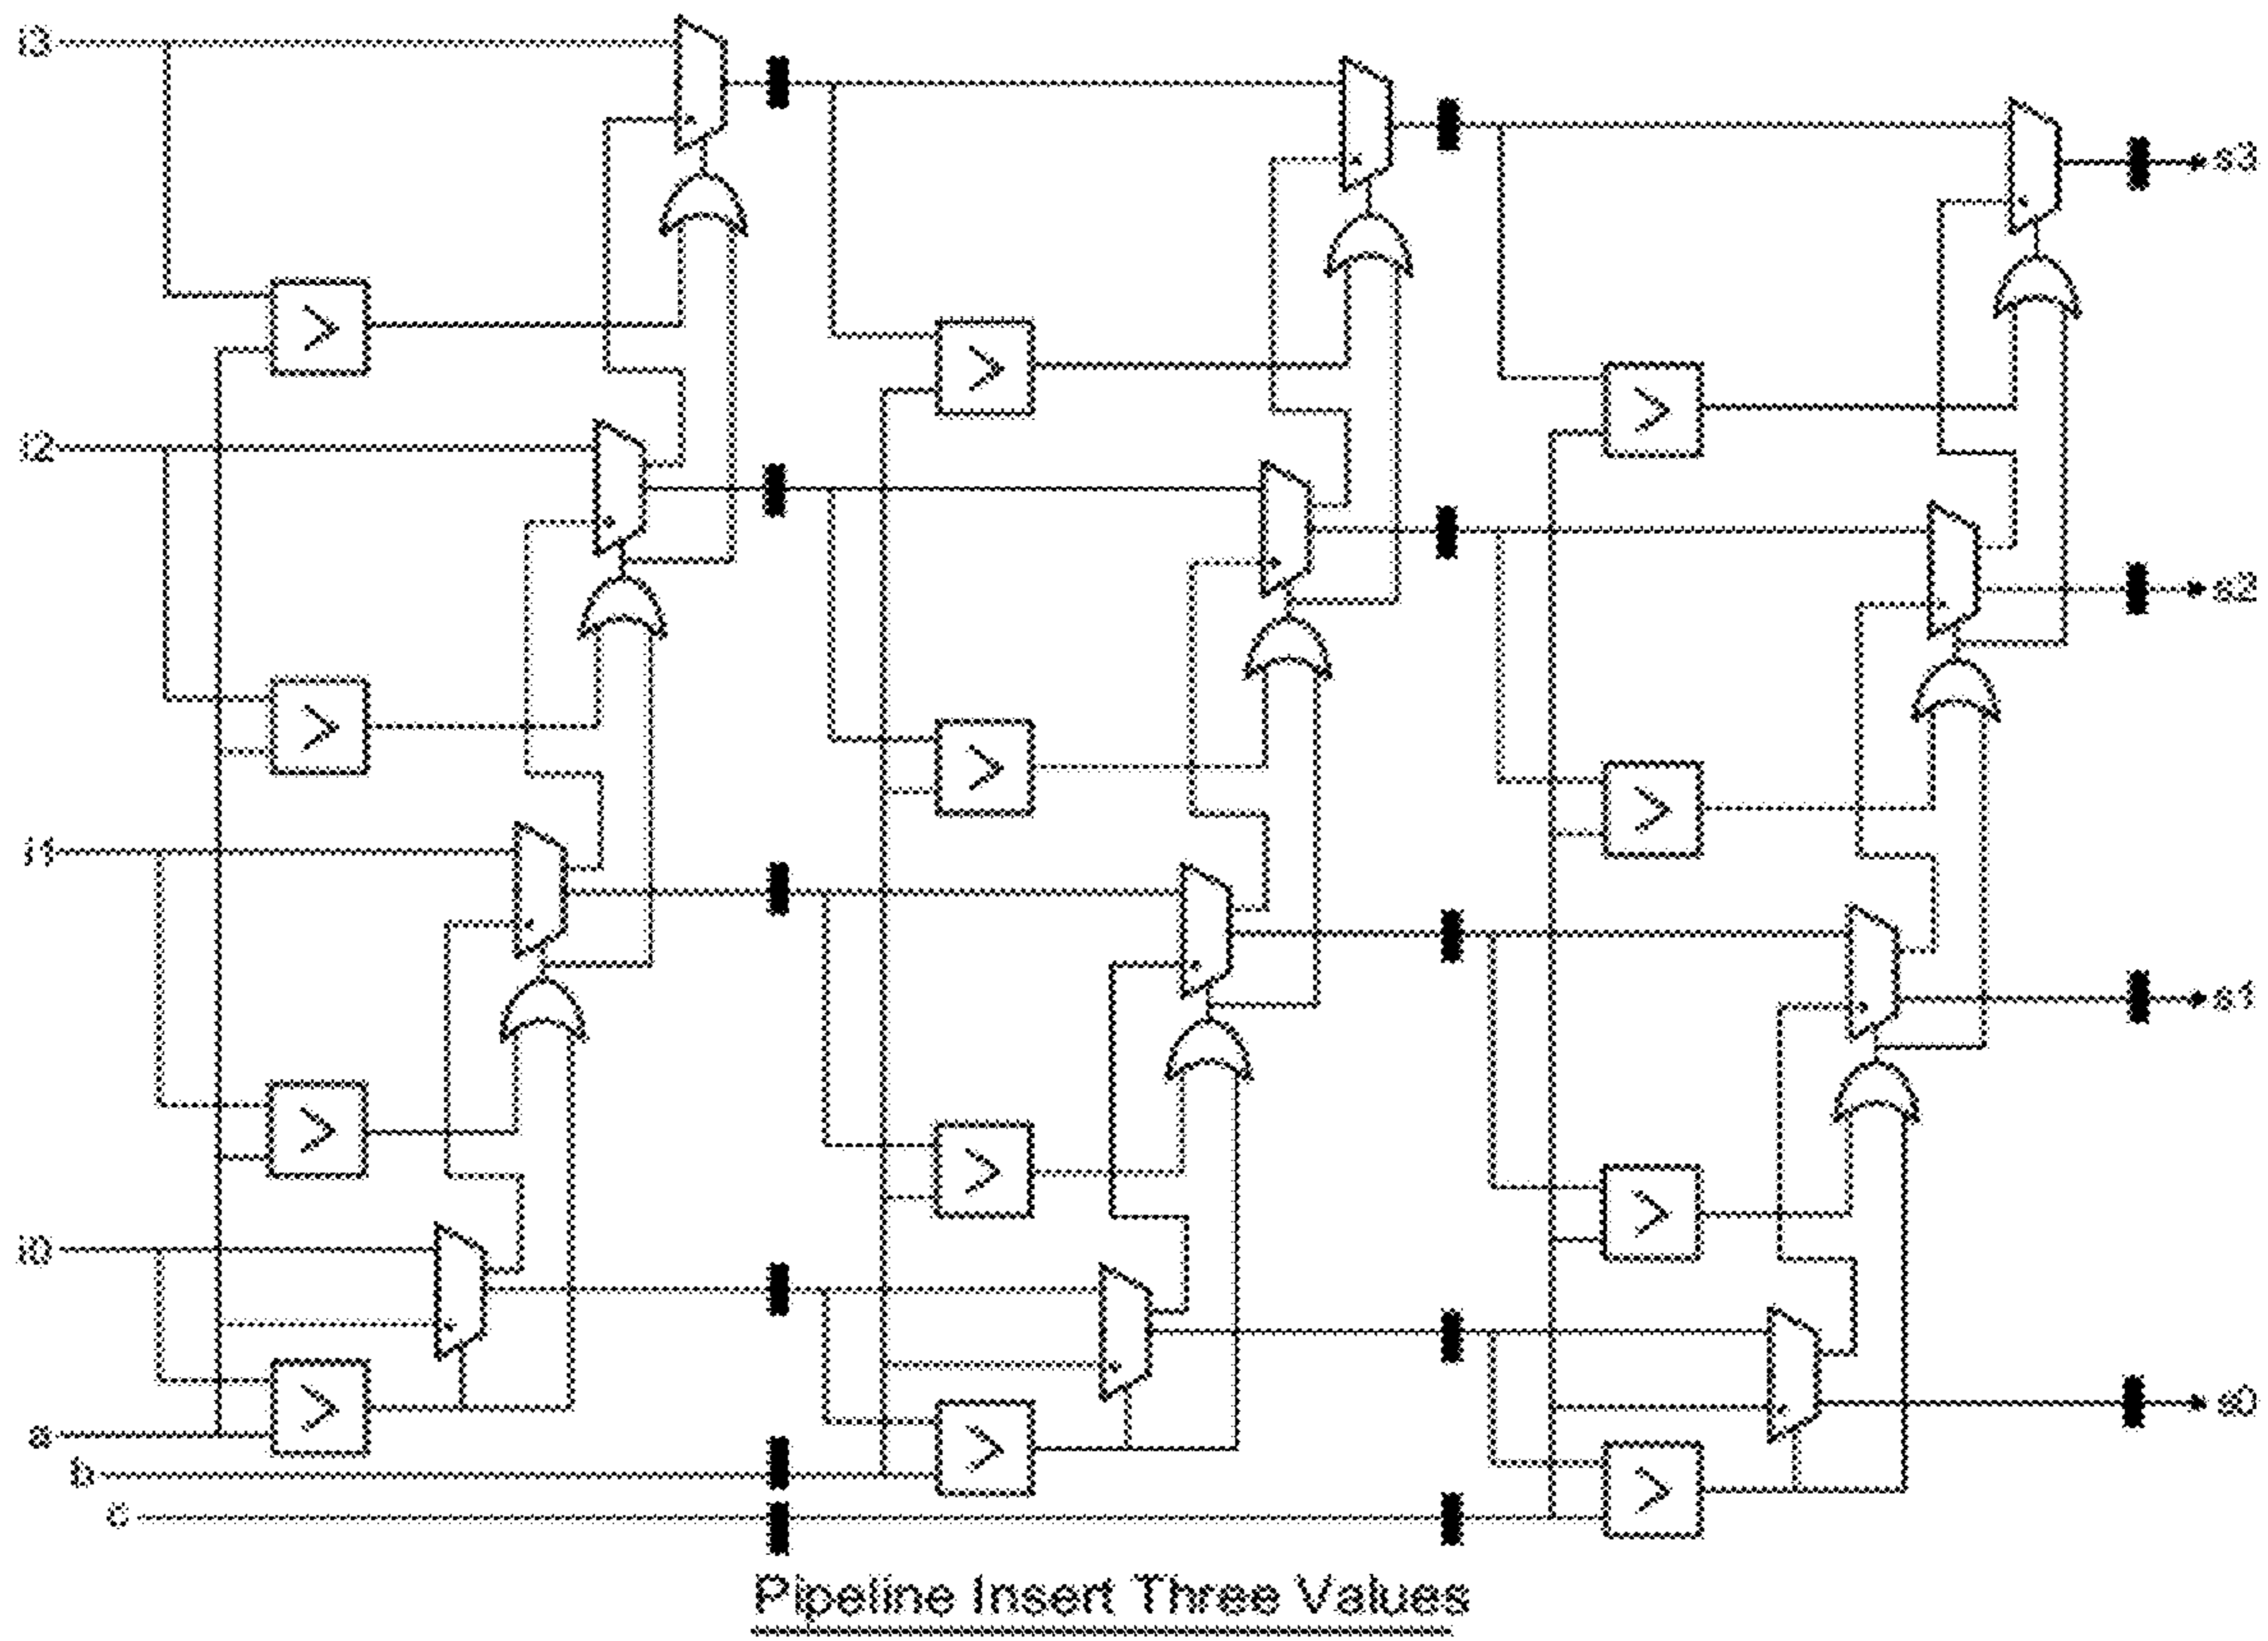 i3
s3
>
>
>
i2
s2
>
>
>
i1
s1
>
>
>
i0
s0
>
>
>
a
b
c
Pipeline Insert Three Values